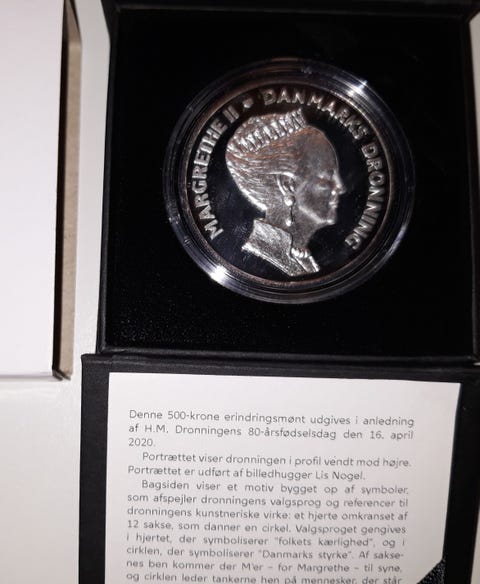 MARGRETHE II ♥ DANMARKS DRONNING
Denne 500-krone erindringsmønt udgives i anledning
af H.M. Dronningens 80-årsfødselsdag den 16. april
2020.
Portrættet viser dronningen i profil vendt mod højre.
Portrættet er udført af billedhugger Lis Nogel.
Bagsiden viser et motiv bygget op af symboler,
som afspejler dronningens valgsprog og referencer til
dronningens kunstneriske virke: et hjerte omkranset af
12 sakse, som danner en cirkel. Valgsproget gengives
i hjertet, der symboliserer "folkets kærlighed", og i
cirklen, der symboliserer "Danmarks styrke". Af sakse-
nes ben kommer der M'er – for Margrethe – til syne,
og cirklen leder tankerne hen på mennesker, der står